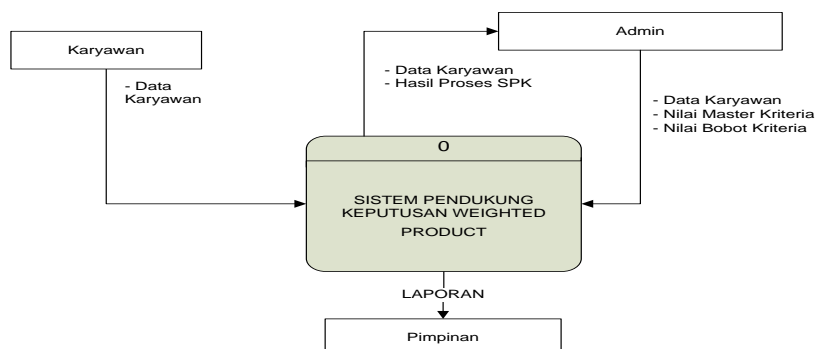 Karyawan
Admin
- Data
Karyawan
- Data Karyawan
- Hasil Proses SPK
- Data Karyawan
- Nilai Master Kriteria
- Nilai Bobot Kriteria
0
SISTEM PENDUKUNG
KEPUTUSAN WEIGHTED
PRODUCT
LAPORAN
Pimpinan